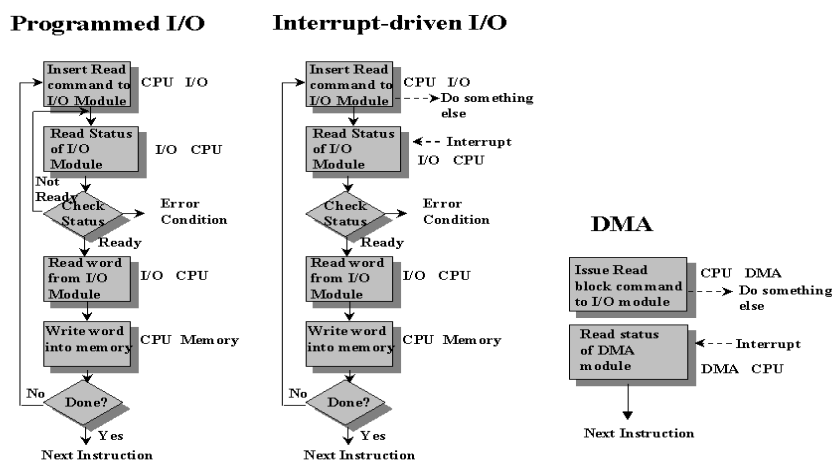 Programmed I/O
Insert Read
command to
I/O Module
CPU I/O
Read Status
of I/O
Module
I/O CPU
Not
Ready
Check
Status
Error
Condition
Ready
Read word
from I/O
Module
I/O CPU
Write word
into memory
CPU Memory
No
Done?
Yes
Next Instruction
Interrupt-driven I/O
Insert Read
command to
I/O Module
CPU I/O
Do something
else
Read Status
of I/O
Module
Interrupt
I/O CPU
Check
Status
Error
Condition
Ready
Read word
from I/O
Module
I/O CPU
Write word
into memory
CPU Memory
No
Done?
Yes
Next Instruction
DMA
Issue Read
block command
to I/O module
CPU DMA
Do something
else
Read status
of DMA
module
Interrupt
DMA CPU
Next Instruction